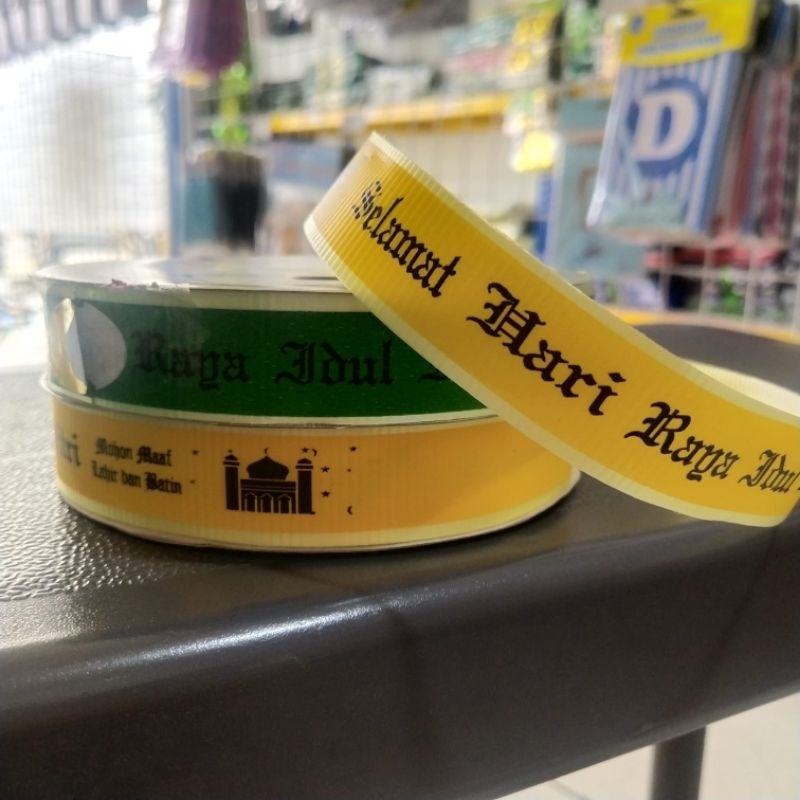 Selamat Hari Raya Idul
Raya Idul
Mohon Maaf
Lahir dan Batin
D